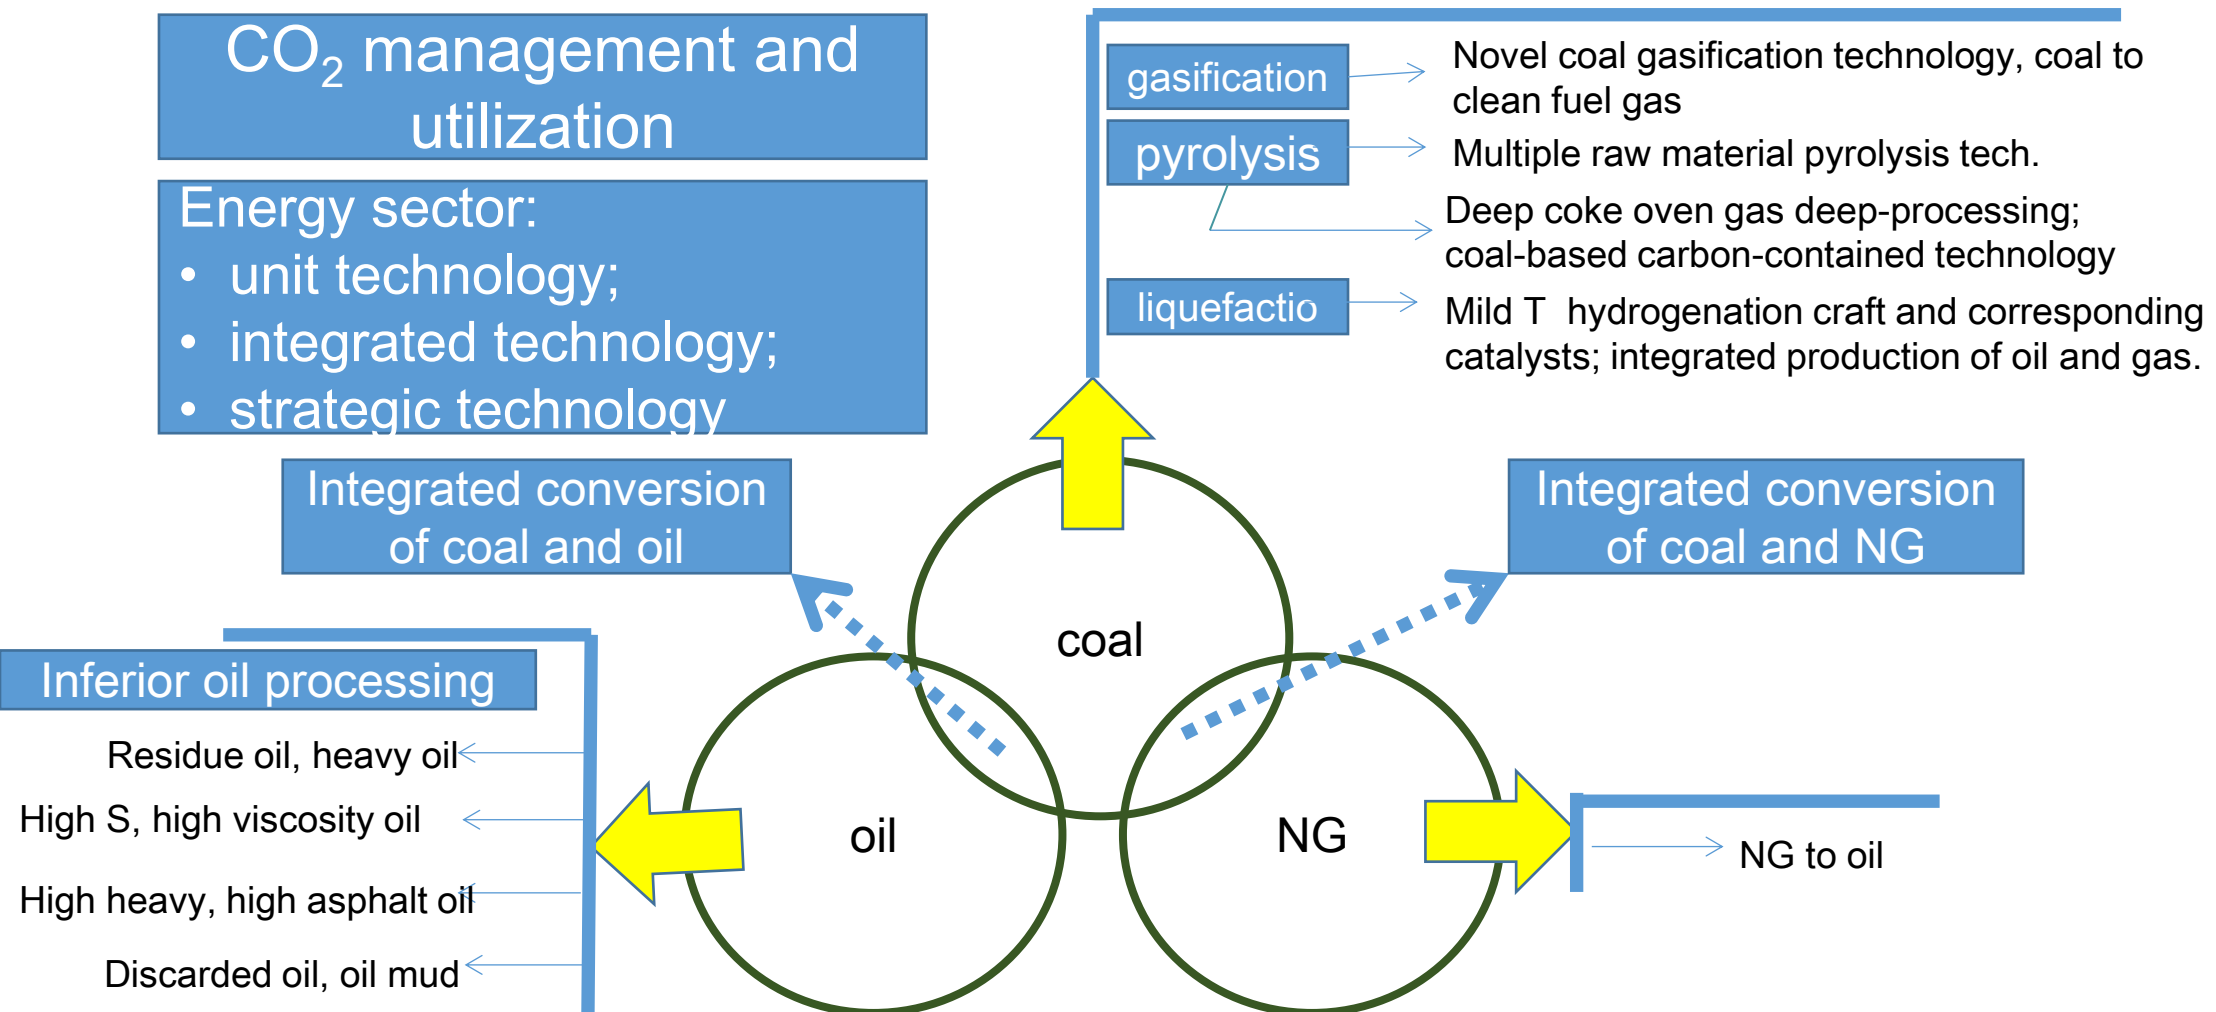 CO₂ management and
utilization
Energy sector:
• unit technology;
• integrated technology;
• strategic technology
gasification
Novel coal gasification technology, coal to
clean fuel gas
pyrolysis
Multiple raw material pyrolysis tech.
Deep coke oven gas deep-processing;
coal-based carbon-contained technology
liquefactio
Mild T hydrogenation craft and corresponding
catalysts; integrated production of oil and gas.
Integrated conversion
of coal and oil
Integrated conversion
of coal and NG
coal
Inferior oil processing
Residue oil, heavy oil
High S, high viscosity oil
High heavy, high asphalt oil
Discarded oil, oil mud
oil
NG
NG to oil